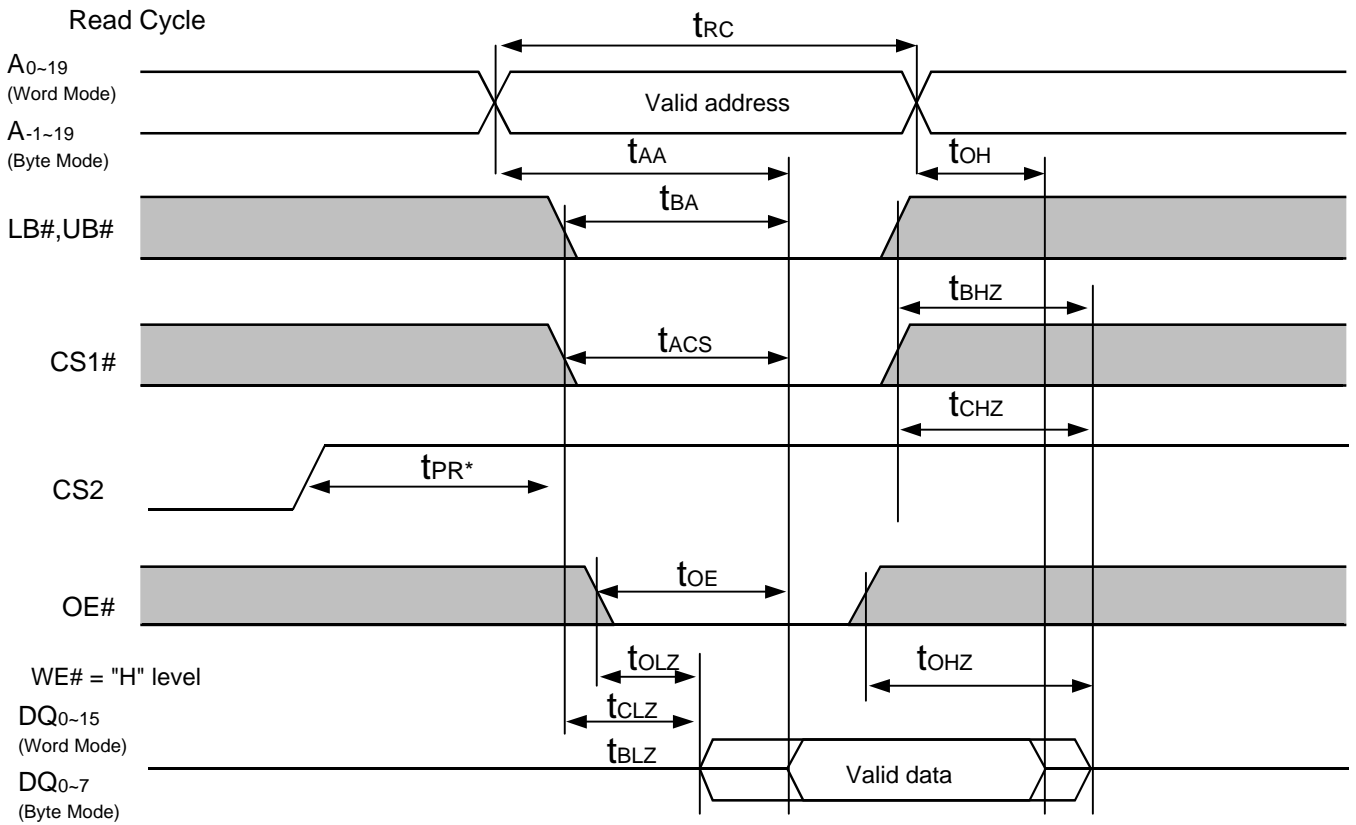 Read Cycle
tRC
A0~19
(Word Mode)
Valid address
A-1~19
(Byte Mode)
tAA
tOH
tBA
LB#,UB#
tBHZ
tACS
CS1#
tCHZ
tPR*
CS2
tOE
OE#
tOLZ
tOHZ
WE# = "H" level
tCLZ
DQ0~15
(Word Mode)
tBLZ
Valid data
DQ0~7
(Byte Mode)